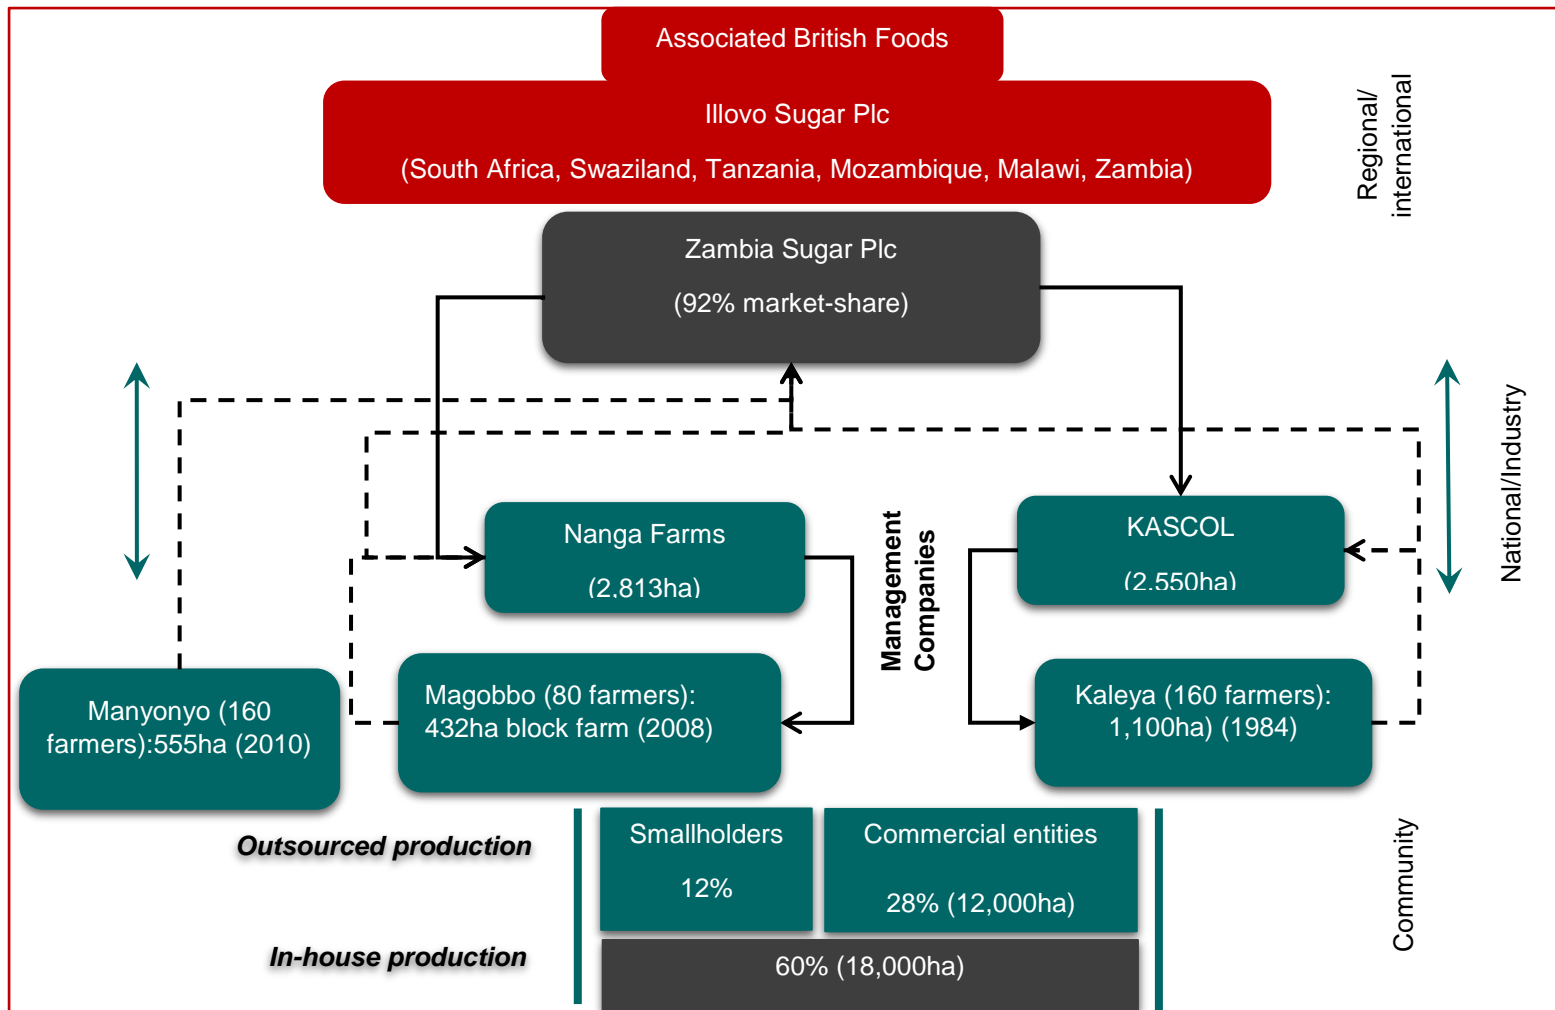 Associated British Foods
Illovo Sugar Plc
(South Africa, Swaziland, Tanzania, Mozambique, Malawi, Zambia)
Regional/
international
Zambia Sugar Plc
(92% market-share)
National/Industry
Nanga Farms
(2,813ha)
Management
Companies
KASCOL
(2,550ha)
Manyonyo (160
farmers):555ha (2010)
Magobbo (80 farmers):
432ha block farm (2008)
Kaleya (160 farmers):
1,100ha) (1984)
Community
Outsourced production
Smallholders
12%
Commercial entities
28% (12,000ha)
In-house production
60% (18,000ha)